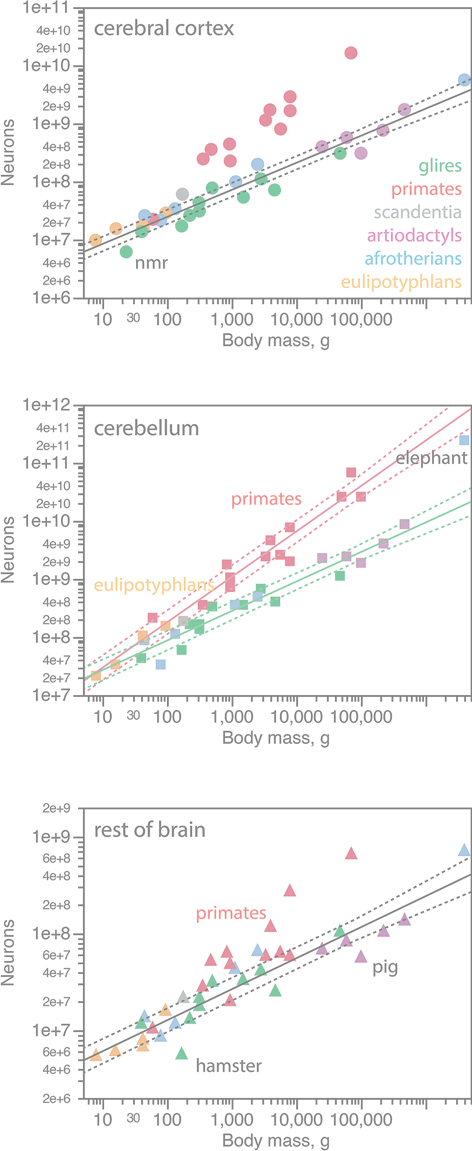 1e+11
cerebral cortex
4e+10
2e+10
1e+10
4e+9
2e+9
1e+9
Neurons
4e+8
2e+8
1e+8
4e+7
2e+7
1e+7
4e+6
2e+6
1e+6
glires
primates
scandentia
artiodactyls
afrotherians
eulipotyphlans
nmr
10 30 100 1,000 10,000 100,000
Body mass, g
1e+12
cerebellum
4e+11
2e+11
1e+11
elephant
4e+10
2e+10
1e+10
primates
4e+9
2e+9
1e+9
Neurons
eulipotyphlans
4e+8
2e+8
1e+8
4e+7
2e+7
1e+7
10 30 100 1,000 10,000 100,000
Body mass, g
2e+9
rest of brain
1e+9
6e+8
4e+8
2e+8
primates
1e+8
Neurons
6e+7
4e+7
pig
2e+7
1e+7
6e+6
4e+6
hamster
2e+6
10 30 100 1,000 10,000 100,000
Body mass, g